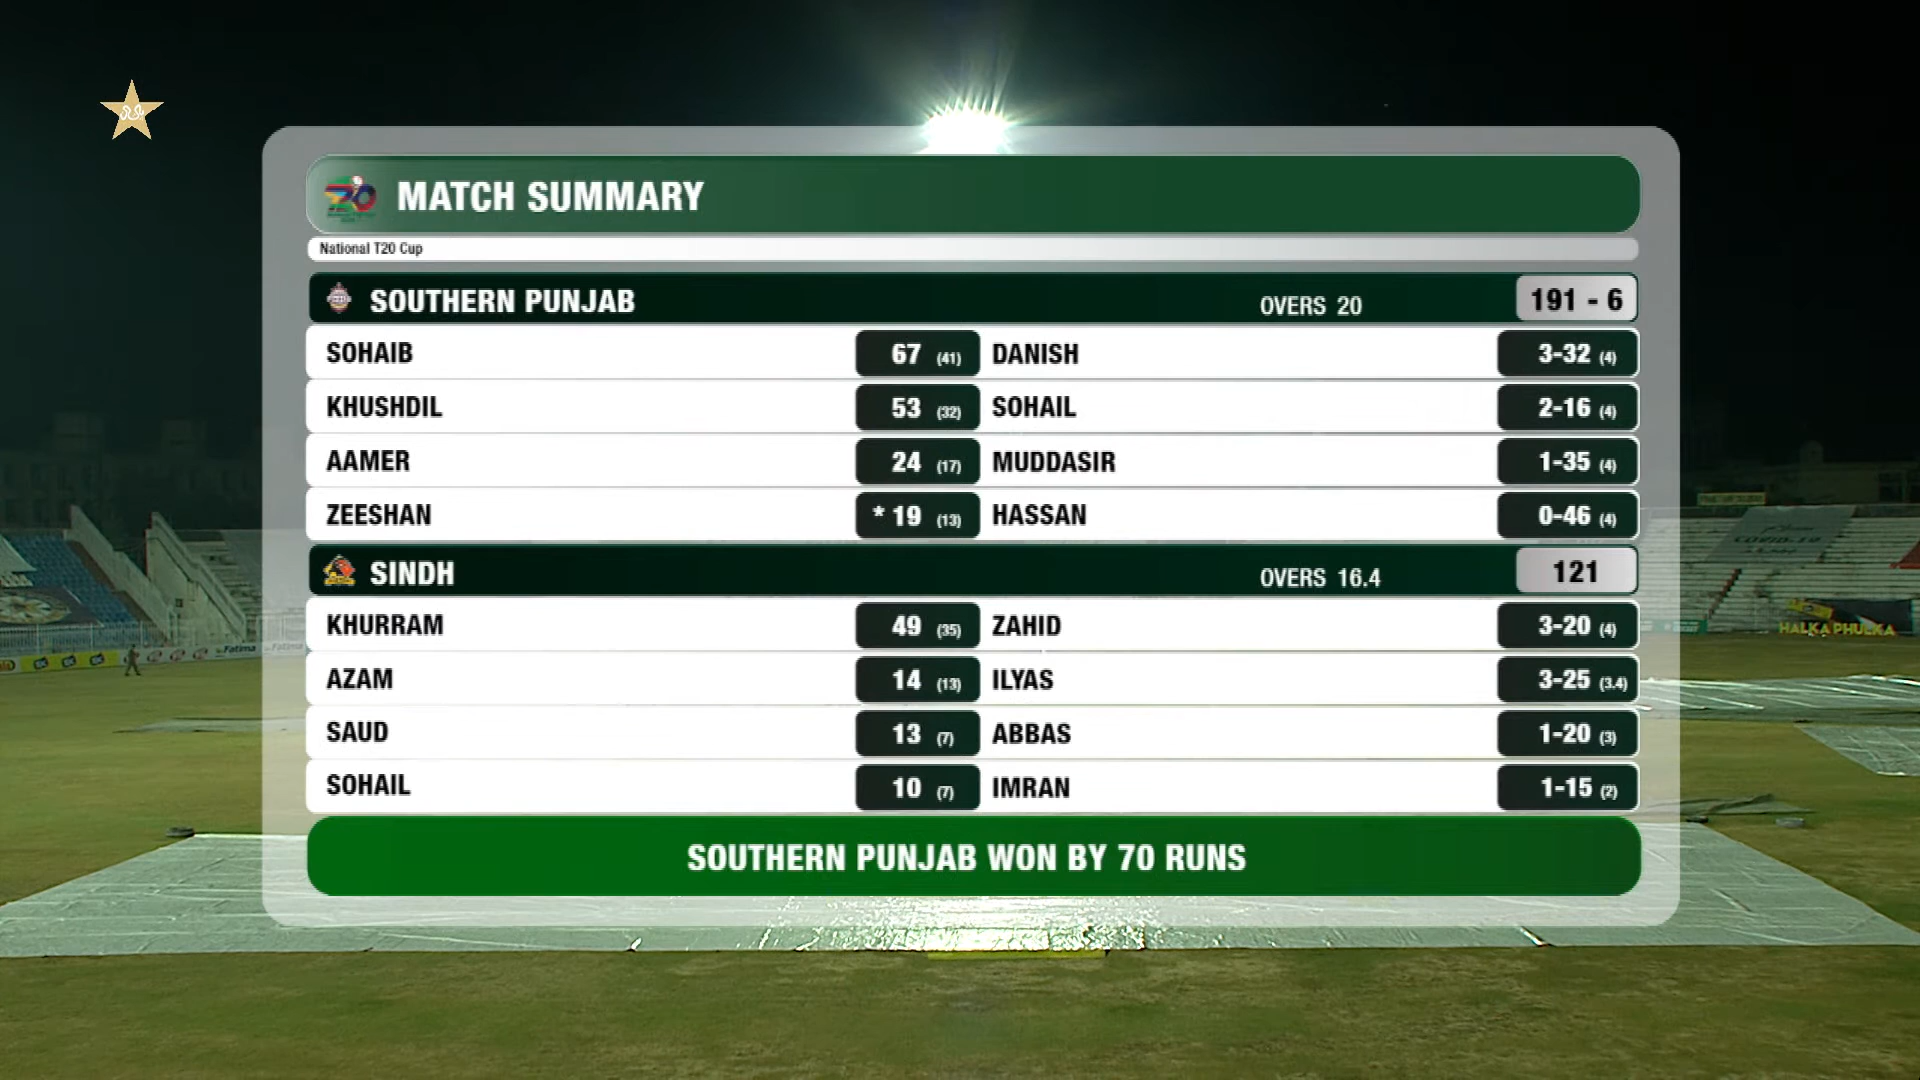 MATCH SUMMARY
National T20 Cup
SOUTHERN PUNJAB OVERS 20 191 - 6
SOHAIB 67 (41) DANISH 3-32 (4)
KHUSHDIL 53 (32) SOHAIL 2-16 (4)
AAMER 24 (17) MUDDASIR 1-35 (4)
ZEESHAN * 19 (13) HASSAN 0-46 (4)
SINDH OVERS 16.4 121
KHURRAM 49 (35) ZAHID 3-20 (4)
AZAM 14 (13) ILYAS 3-25 (3.4)
SAUD 13 (7) ABBAS 1-20 (3)
SOHAIL 10 (7) IMRAN 1-15 (2)
SOUTHERN PUNJAB WON BY 70 RUNS
COVID-19
HALKA PHULKA
Fatima